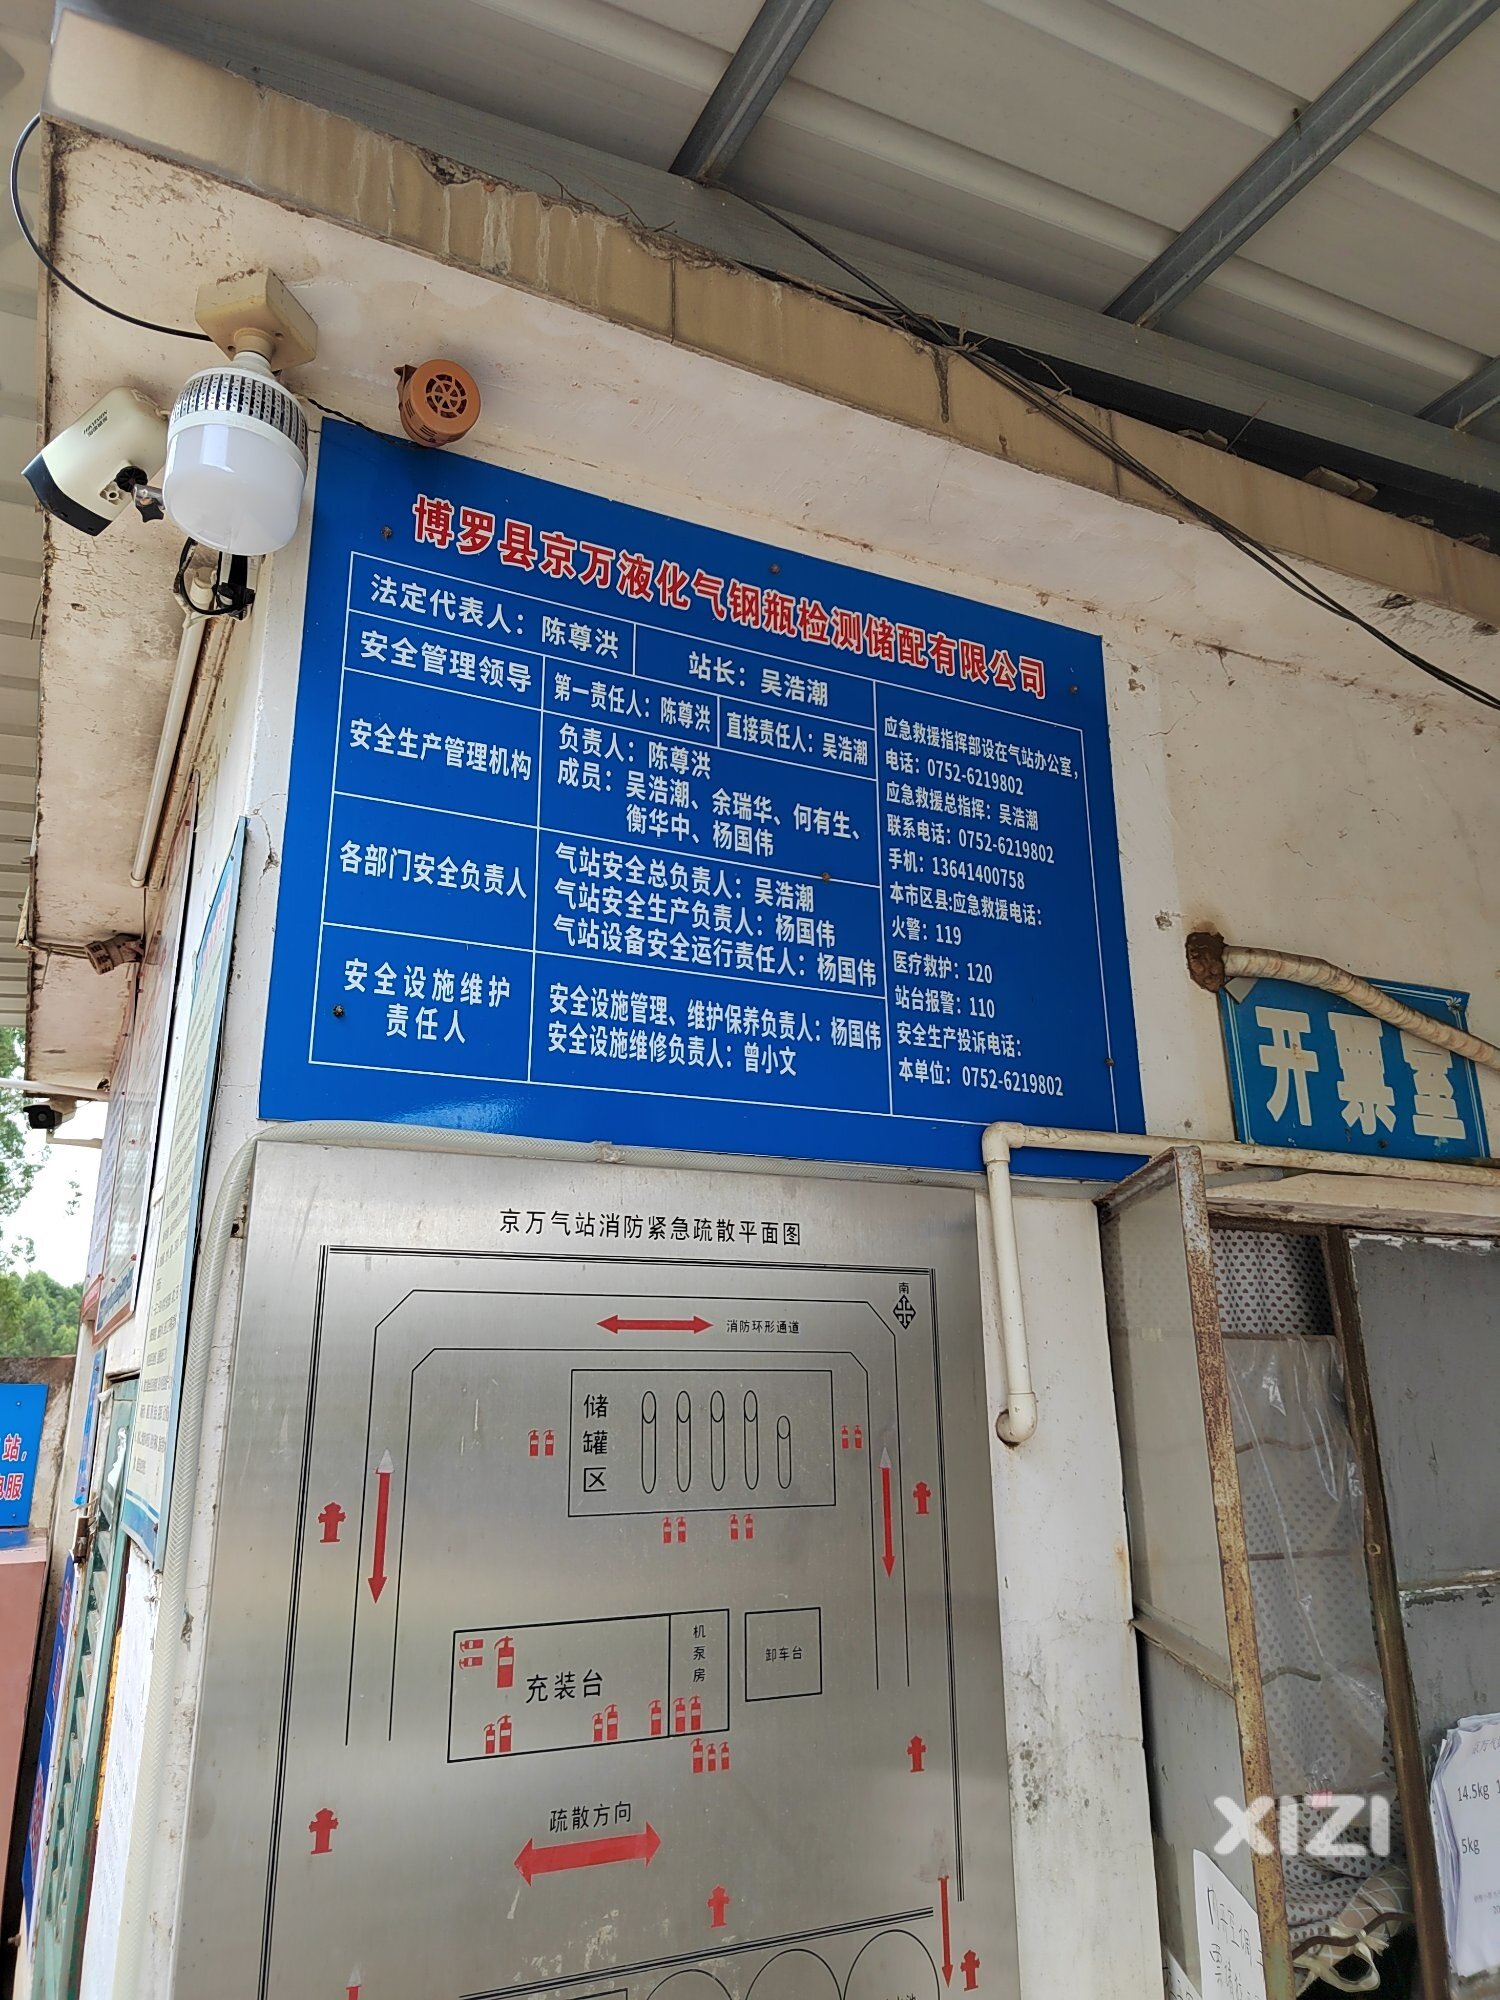 HIKVISION
博罗县京万液化气钢瓶检测储配有限公司
法定代表人：陈尊洪
站长：吴浩潮
安全管理领导
第一责任人：陈尊洪
直接责任人：吴浩潮
安全生产管理机构
负责人：陈尊洪
成员：吴浩潮、余瑞华、何有生、
衡华中、杨国伟
各部门安全负责人
气站安全总负责人：吴浩潮
气站安全生产负责人：杨国伟
气站设备安全运行责任人：杨国伟
安全设施维护
责任人
安全设施管理、维护保养负责人：杨国伟
安全设施维修负责人：曾小文
应急救援指挥部设在气站办公室，
电话：0752-6219802
应急救援总指挥：吴浩潮
联系电话：0752-6219802
手机：13641400758
本市区县:应急救援电话：
火警：119
医疗救护：120
站台报警：110
安全生产投诉电话：
本单位：0752-6219802
开票室
京万气站消防紧急疏散平面图
南
消防环形通道
储罐区
机泵房
充装台
卸车台
疏散方向
站，
服
14.5kg
5kg
XIZI